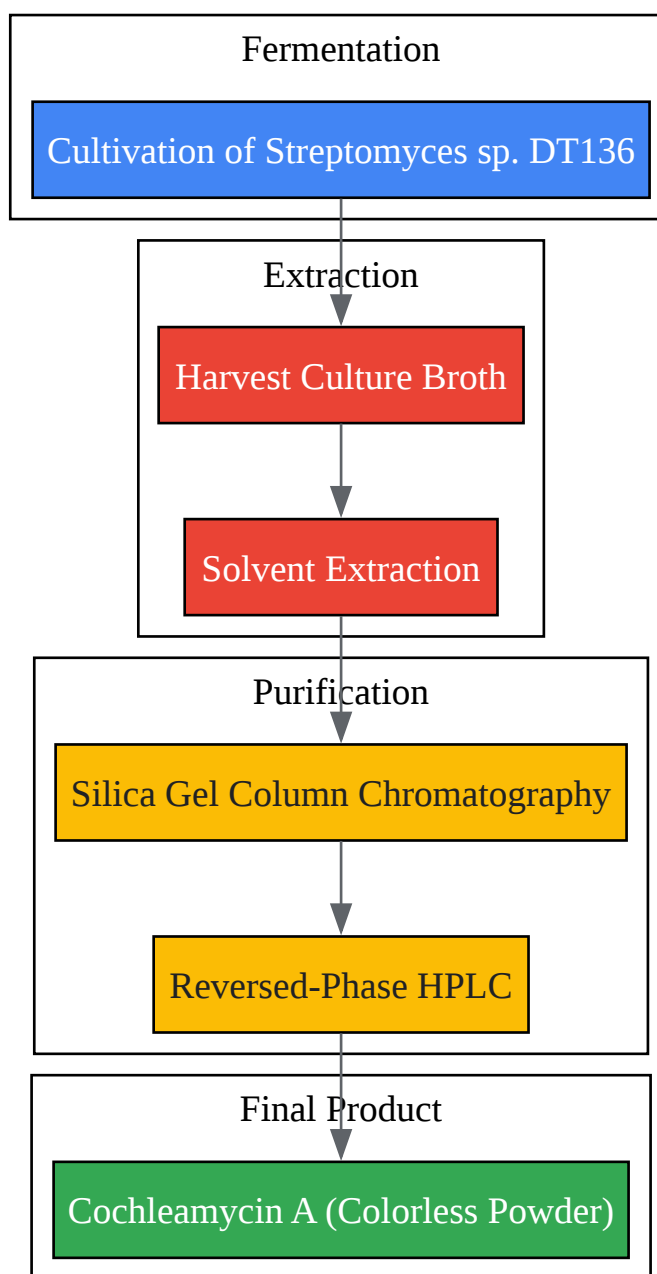 Fermentation
Cultivation of Streptomyces sp. DT136
Extraction
Harvest Culture Broth
Solvent Extraction
Purification
Silica Gel Column Chromatography
Reversed-Phase HPLC
Final Product
Cochleamycin A (Colorless Powder)